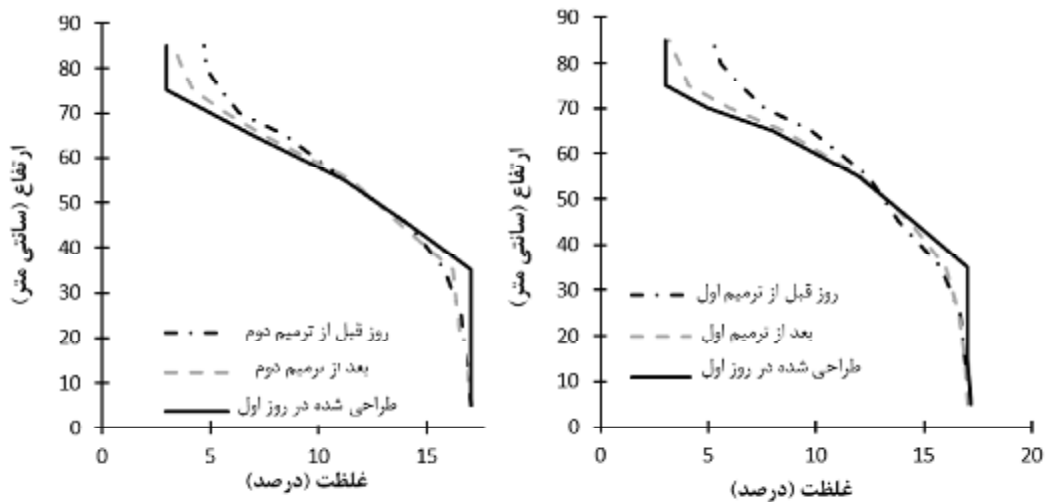 90
80
70
60
50
40
30
20
10
0
0
5
10
15
ارتفاع (سانتی متر)
غلظت (درصد)
روز قبل از ترمیم دوم
بعد از ترمیم دوم
طراحی شده در روز اول
90
80
70
60
50
40
30
20
10
0
0
5
10
15
20
ارتفاع (سانتی متر)
غلظت (درصد)
روز قبل از ترمیم اول
بعد از ترمیم اول
طراحی شده در روز اول